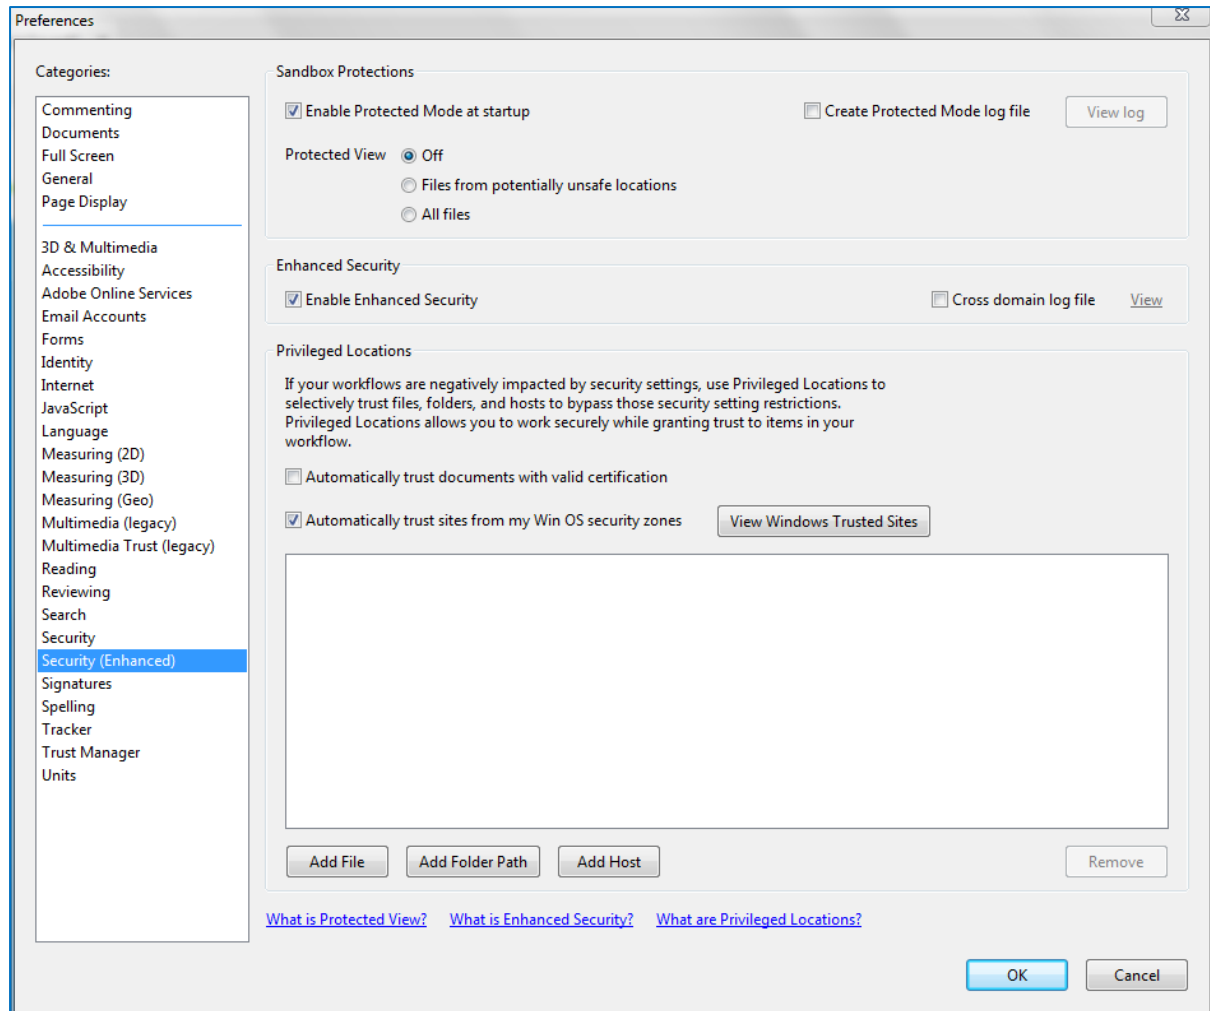 Preferences
Categories:
Commenting
Documents
Full Screen
General
Page Display
3D & Multimedia
Accessibility
Adobe Online Services
Email Accounts
Forms
Identity
Internet
JavaScript
Language
Measuring (2D)
Measuring (3D)
Measuring (Geo)
Multimedia (legacy)
Multimedia Trust (legacy)
Reading
Reviewing
Search
Security
Security (Enhanced)
Signatures
Spelling
Tracker
Trust Manager
Units
Sandbox Protections
Enable Protected Mode at startup
Create Protected Mode log file
View log
Protected View
Off
Files from potentially unsafe locations
All files
Enhanced Security
Enable Enhanced Security
Cross domain log file
View
Privileged Locations
If your workflows are negatively impacted by security settings, use Privileged Locations to
selectively trust files, folders, and hosts to bypass those security setting restrictions.
Privileged Locations allows you to work securely while granting trust to items in your
workflow.
Automatically trust documents with valid certification
Automatically trust sites from my Win OS security zones
View Windows Trusted Sites
Add File
Add Folder Path
Add Host
Remove
What is Protected View?
What is Enhanced Security?
What are Privileged Locations?
OK
Cancel